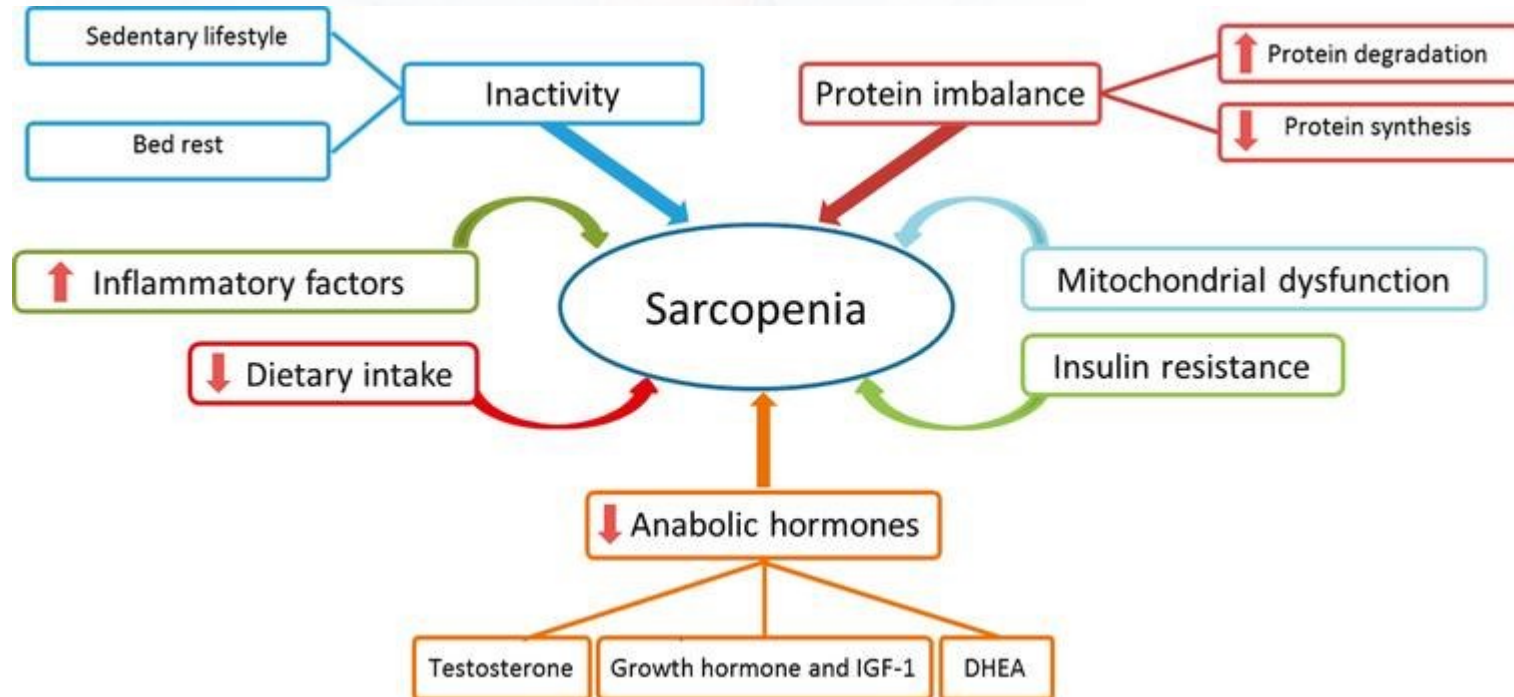 Sedentary lifestyle
Bed rest
Inactivity
Protein imbalance
Protein degradation
Protein synthesis
Inflammatory factors
Dietary intake
Sarcopenia
Mitochondrial dysfunction
Insulin resistance
Anabolic hormones
Testosterone
Growth hormone and IGF-1
DHEA